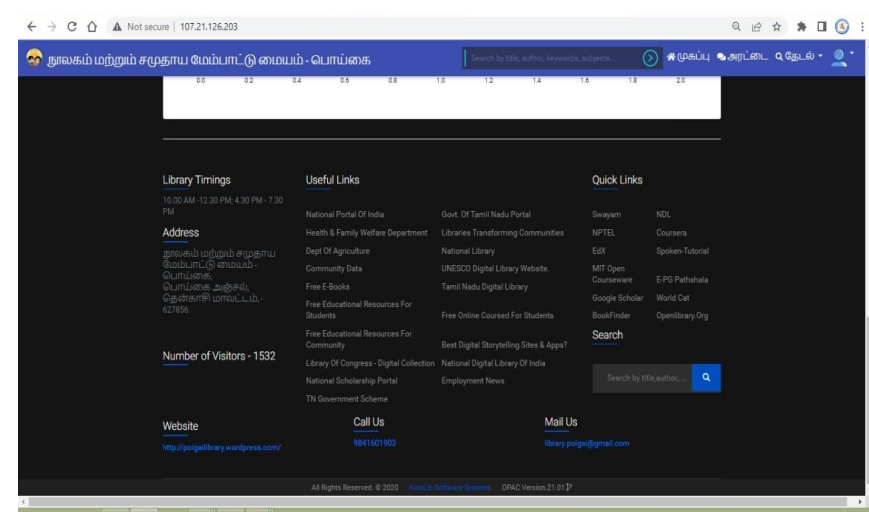 Not secure | 107.21.126.203
நூலகம் மற்றும் சமுதாய மேம்பாட்டு மையம் - பொய்கை
Search by title, author, keywords, subjects...
முகப்பு அரட்டை தேடல்
0.0 0.2 0.4 0.6 0.8 1.0 1.2 1.4 1.6 1.8 2.0
Library Timings
10.00 AM -12.30 PM; 4.30 PM - 7.30
PM
Address
நூலகம் மற்றும் சமுதாய
மேம்பாட்டு மையம்-
பொய்கை,
பொய்கை அஞ்சல்,
தென்காசி மாவட்டம்,-
627856.
Number of Visitors - 1532
Useful Links
National Portal Of India Govt. Of Tamil Nadu Portal
Health & Family Welfare Department Libraries Transforming Communities
Dept Of Agriculture National Library
Community Data UNESCO Digital Library Website.
Free E-Books Tamil Nadu Digital Library
Free Educational Resources For
Students Free Online Coursed For Students
Free Educational Resources For
Community Best Digital Storytelling Sites & Apps?
Library Of Congress - Digital Collection National Digital Library Of India
National Scholarship Portal Employment News
TN Government Scheme
Quick Links
Swayam NDL
NPTEL Coursera
EdX Spoken-Tutorial
MIT Open
Courseware E-PG Pathshala
Google Scholar World Cat
BookFinder Openlibrary.Org
Search
Search by title,author,....
Website
http://poigailibrary.wordpress.com/
Call Us
9841601903
Mail Us
library.poigai@gmail.com
All Rights Reserved. © 2020 AutoLib Software Systems OPAC Version.21.01